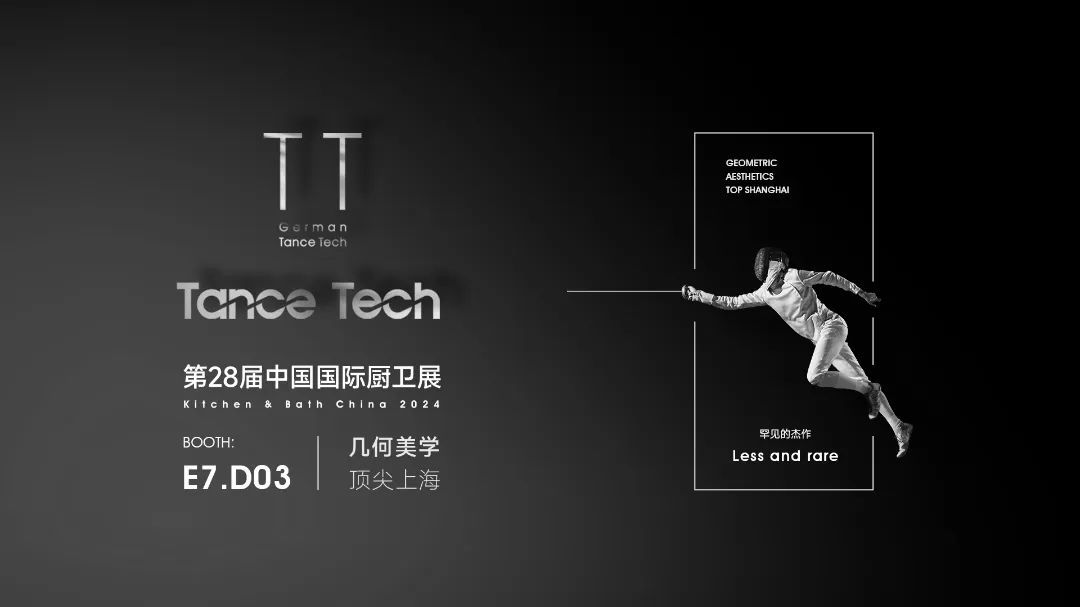 TT
German
Tance Tech
Tance Tech
第28届中国国际厨卫展
Kitchen & Bath China 2024
BOOTH:
E7.D03
几何美学
顶尖上海
GEOMETRIC
AESTHETICS
TOP SHANGHAI
罕见的杰作
Less and rare